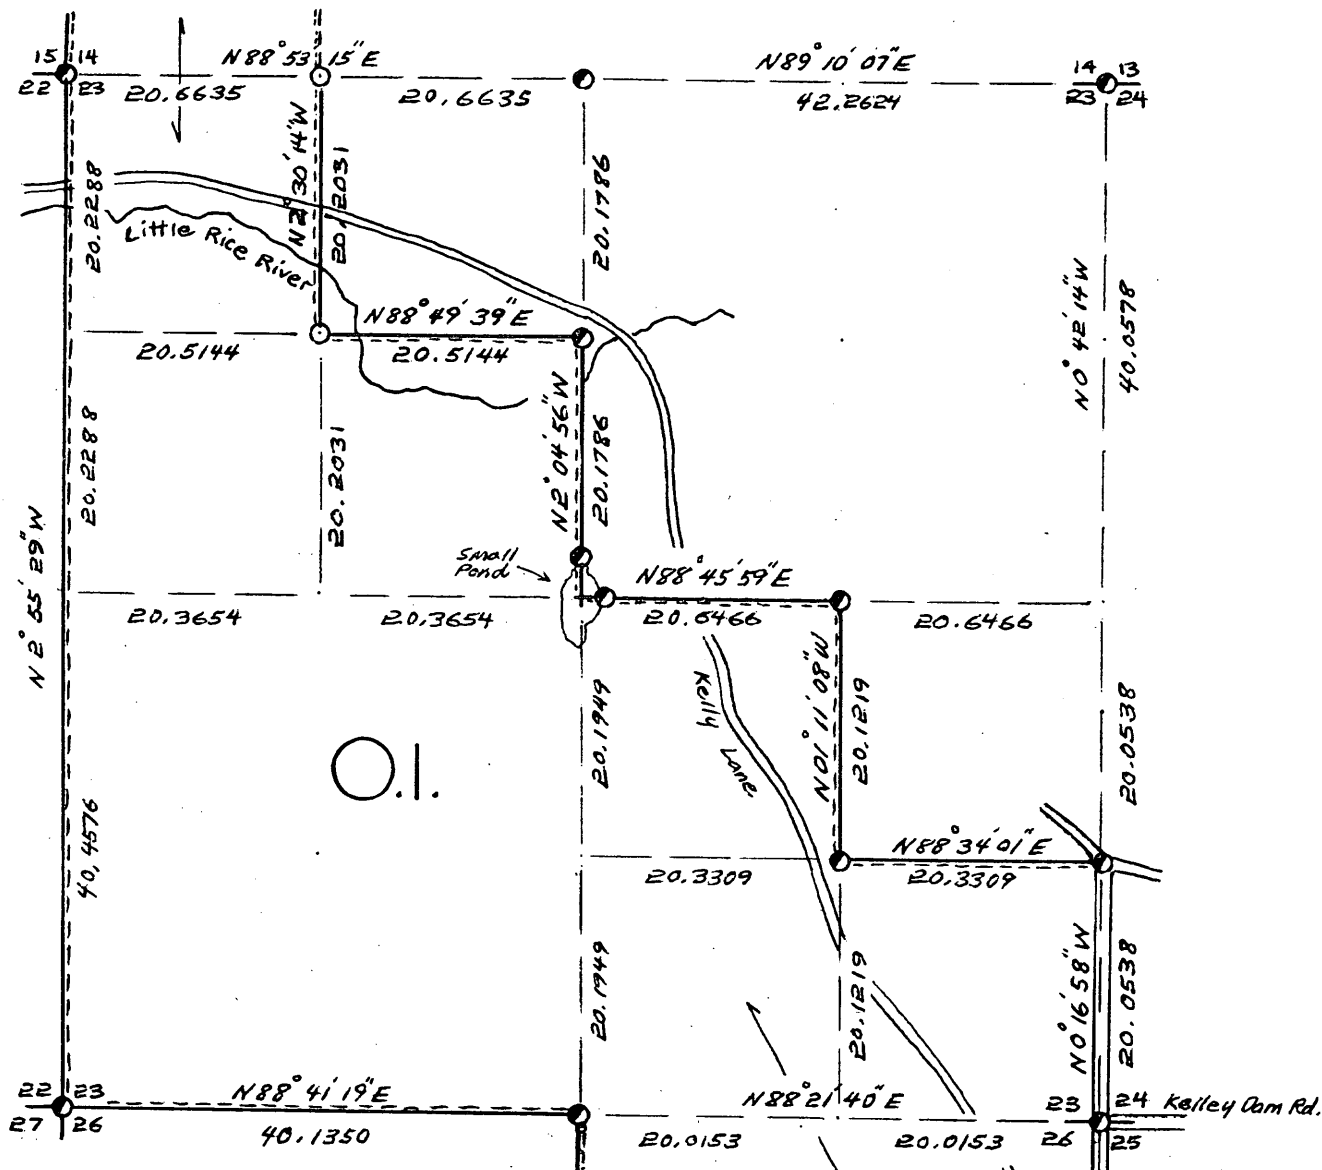 15 14
N88°53'15"E
N89°10'07"E
14 13
22 23
20.6635
20.6635
42.2624
23 24
N2°30'14"W
20.2031
20.2288
20.1786
Little Rice River
N0°42'14"W
40.0578
N88°49'39"E
20.5144
20.5144
20.2288
20.2031
N2°04'56"W
20.1786
N2°55'29"W
Small
Pond
N88°45'59"E
20.3654
20.3654
20.6466
20.6466
Kelly Lane
N01°11'08"W
20.1219
20.1949
20.0538
O.I.
40,4576
N88°34'01"E
20.3309
20.3309
20.1949
20.1219
N0°16'58"W
20.0538
22 23
N88°41'19"E
N88°21'40"E
23 24
Kelley Dam Rd.
27 26
40.1350
20.0153
20.0153
26 25